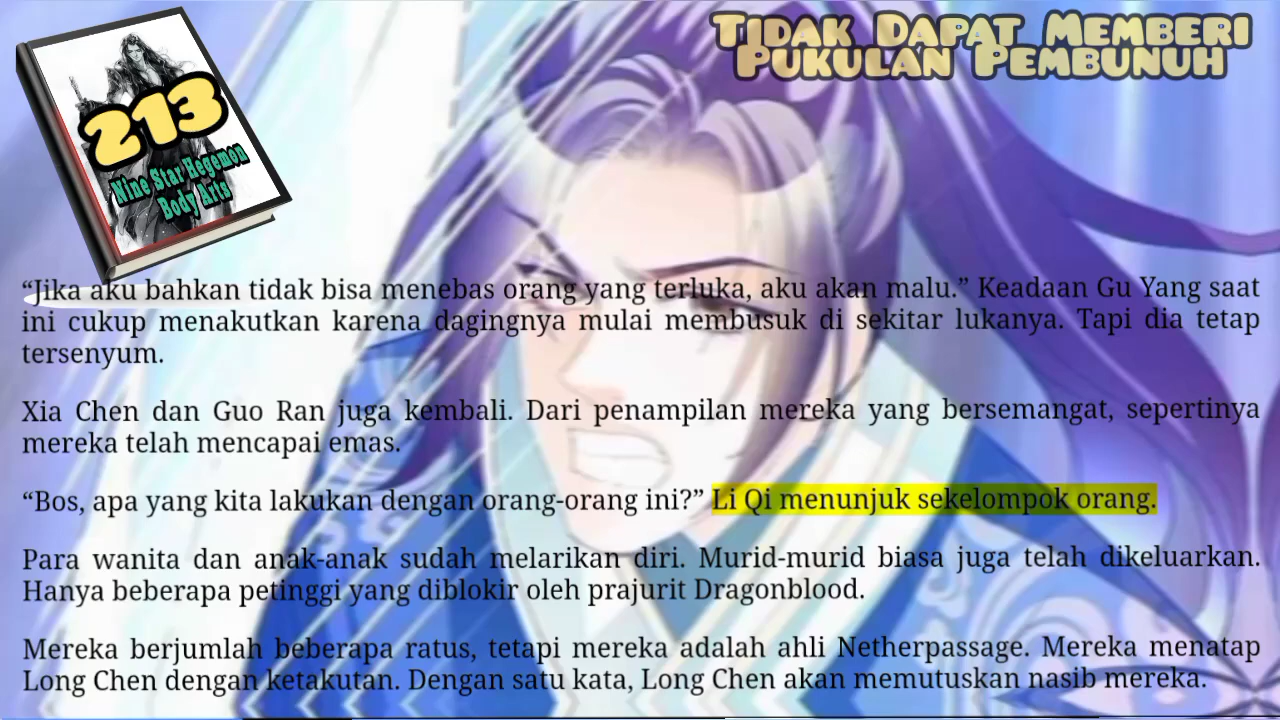 213
Nine Star Hegemon
Body Arts
Tidak Dapat Memberi
Pukulan Pembunuh
“Jika aku bahkan tidak bisa menebas orang yang terluka, aku akan malu.” Keadaan Gu Yang saat
ini cukup menakutkan karena dagingnya mulai membusuk di sekitar lukanya. Tapi dia tetap
tersenyum.
Xia Chen dan Guo Ran juga kembali. Dari penampilan mereka yang bersemangat, sepertinya
mereka telah mencapai emas.
“Bos, apa yang kita lakukan dengan orang-orang ini?” Li Qi menunjuk sekelompok orang.
Para wanita dan anak-anak sudah melarikan diri. Murid-murid biasa juga telah dikeluarkan.
Hanya beberapa petinggi yang diblokir oleh prajurit Dragonblood.
Mereka berjumlah beberapa ratus, tetapi mereka adalah ahli Netherpassage. Mereka menatap
Long Chen dengan ketakutan. Dengan satu kata, Long Chen akan memutuskan nasib mereka.